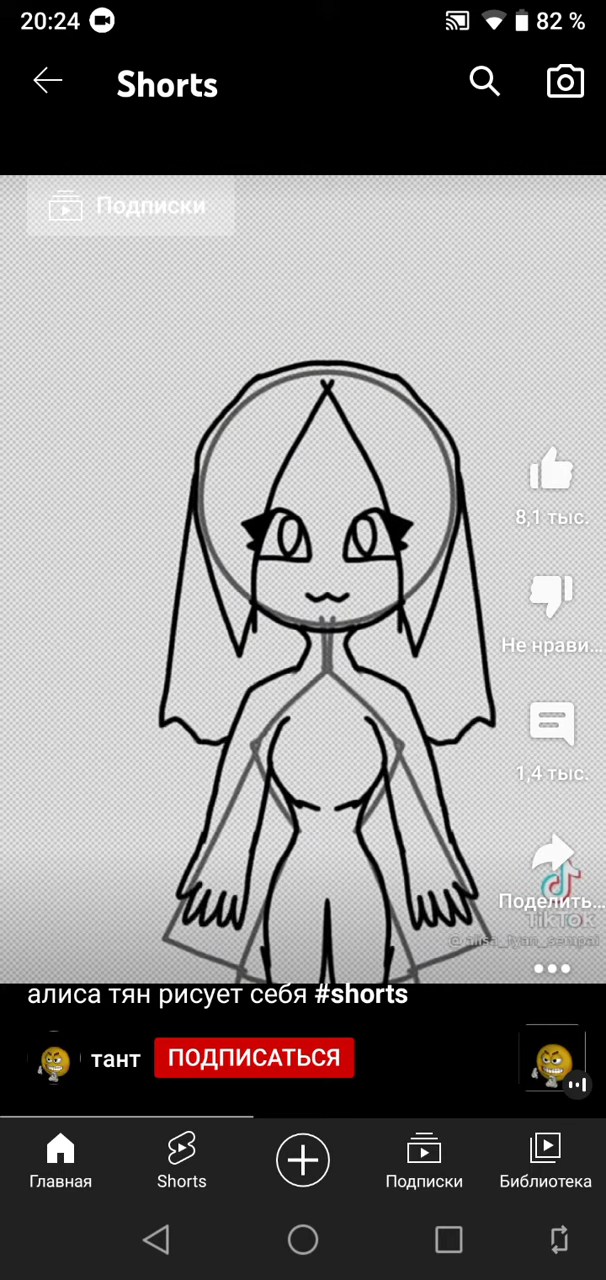 20:24
82 %
Shorts
Подписки
8,1 тыс.
Не нрави...
1,4 тыс.
Поделить...
TikTok
@alisa_tyan_sempai
алиса тян рисует себя #shorts
тант
ПОДПИСАТЬСЯ
Главная
Shorts
Подписки
Библиотека